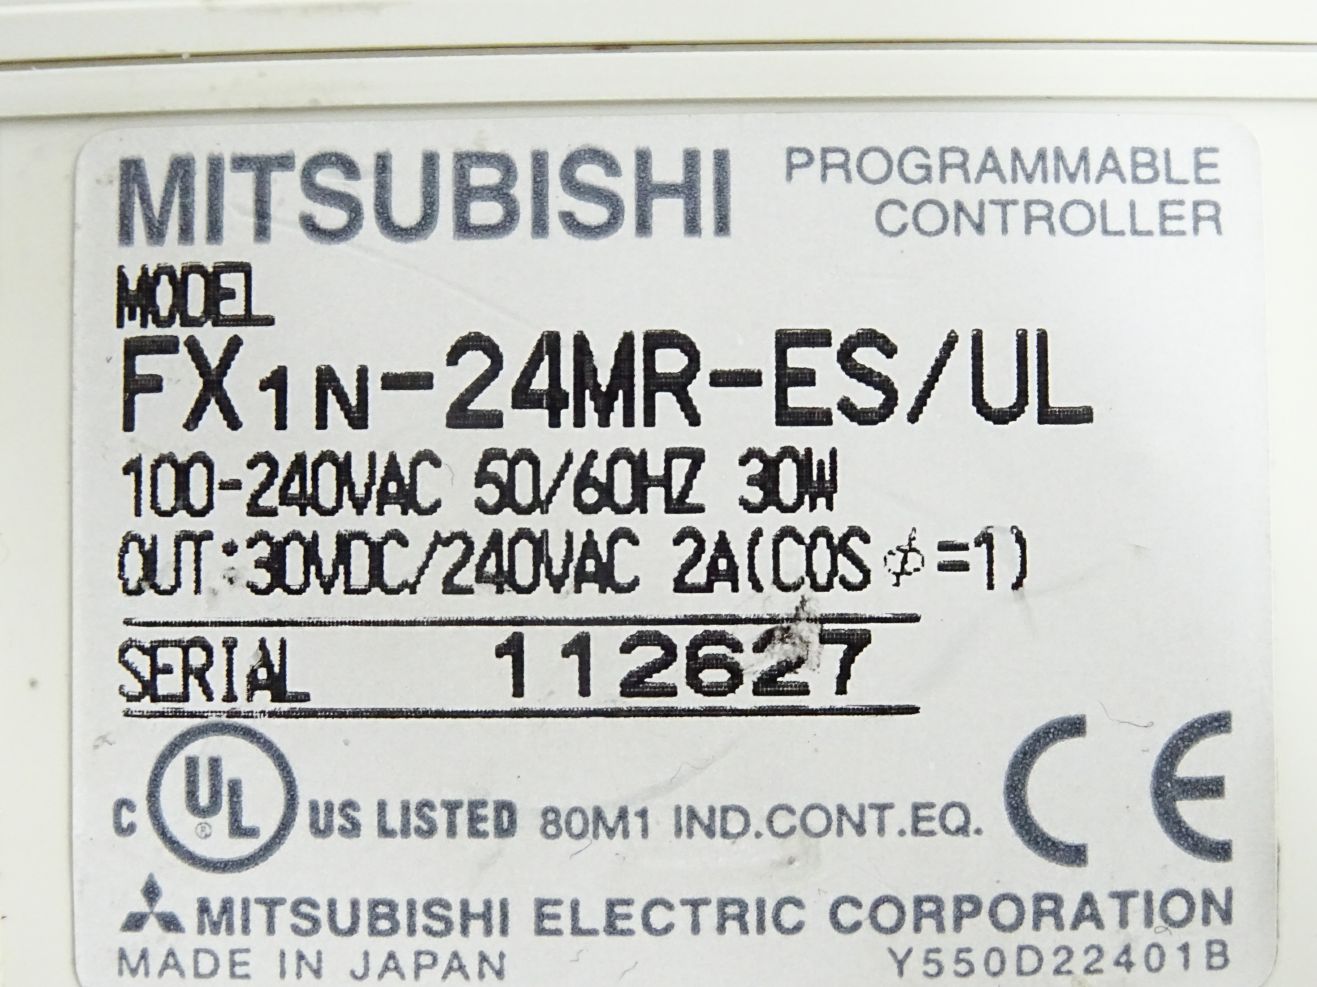 MITSUBISHI
PROGRAMMABLE
CONTROLLER
MODEL
FX1N-24MR-ES/UL
100-240VAC 50/60HZ 30W
OUT:30VDC/240VAC 2A(COS φ=1)
SERIAL 112627
C UL ® US LISTED 80M1 IND.CONT.EQ. CE
MITSUBISHI ELECTRIC CORPORATION
MADE IN JAPAN Y550D22401B